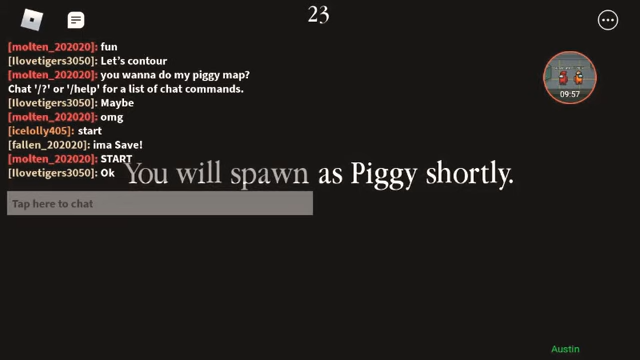 23
[molten_202020]: fun
[Ilovetigers3050]: Let's contour
[molten_202020]: you wanna do my piggy map?
Chat '/?' or '/help' for a list of chat commands.
[Ilovetigers3050]: Maybe
[molten_202020]: omg
[icelolly405]: start
[fallen_202020]: ima Save!
[molten_202020]: START
[Ilovetigers3050]: Ok
You will spawn as Piggy shortly.
Tap here to chat
09:57
Austin